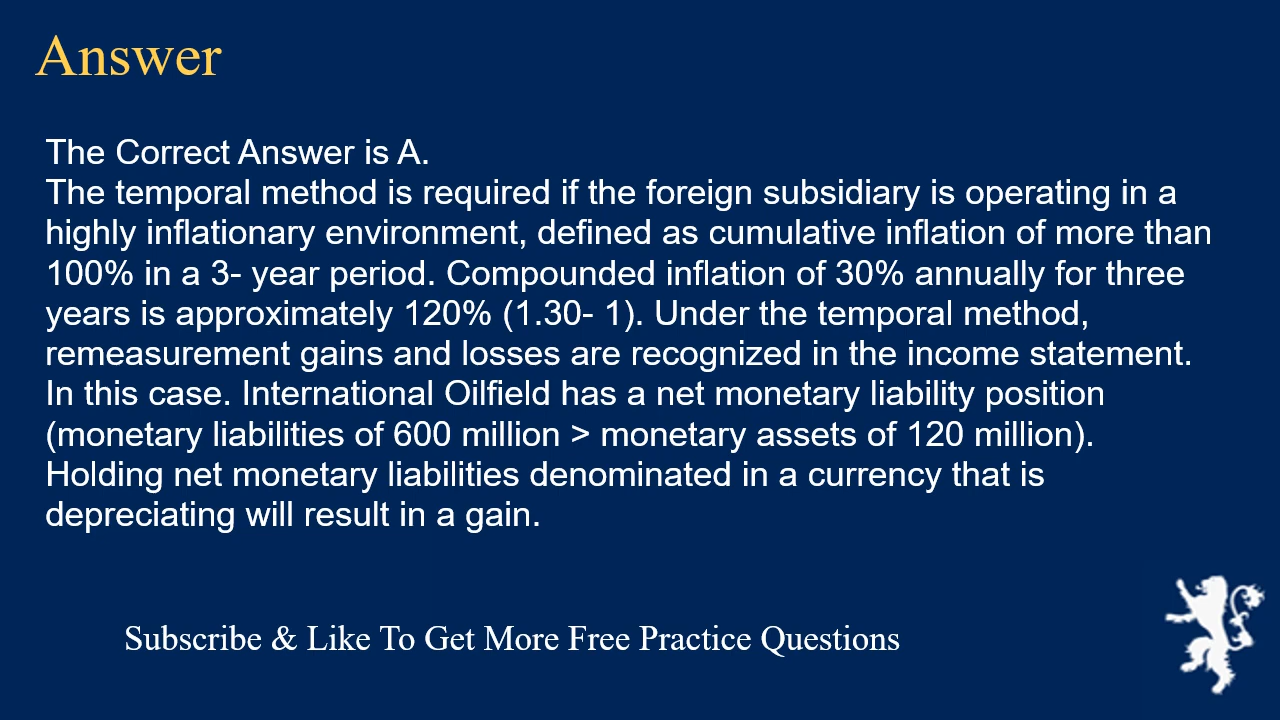 Answer
The Correct Answer is A.
The temporal method is required if the foreign subsidiary is operating in a
highly inflationary environment, defined as cumulative inflation of more than
100% in a 3- year period. Compounded inflation of 30% annually for three
years is approximately 120% (1.30- 1). Under the temporal method,
remeasurement gains and losses are recognized in the income statement.
In this case. International Oilfield has a net monetary liability position
(monetary liabilities of 600 million > monetary assets of 120 million).
Holding net monetary liabilities denominated in a currency that is
depreciating will result in a gain.
Subscribe & Like To Get More Free Practice Questions